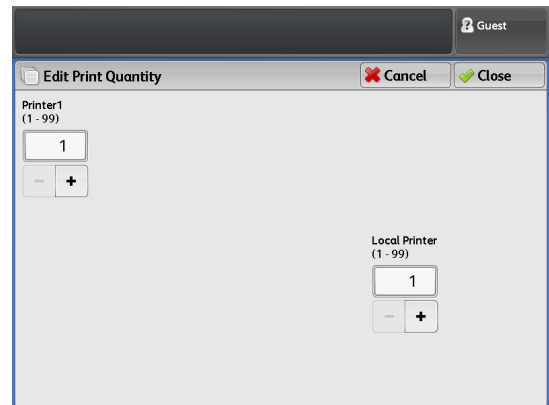 Guest
Edit Print Quantity
Cancel
Close
Printer1
(1 - 99)
1
− +
Local Printer
(1 - 99)
1
− +